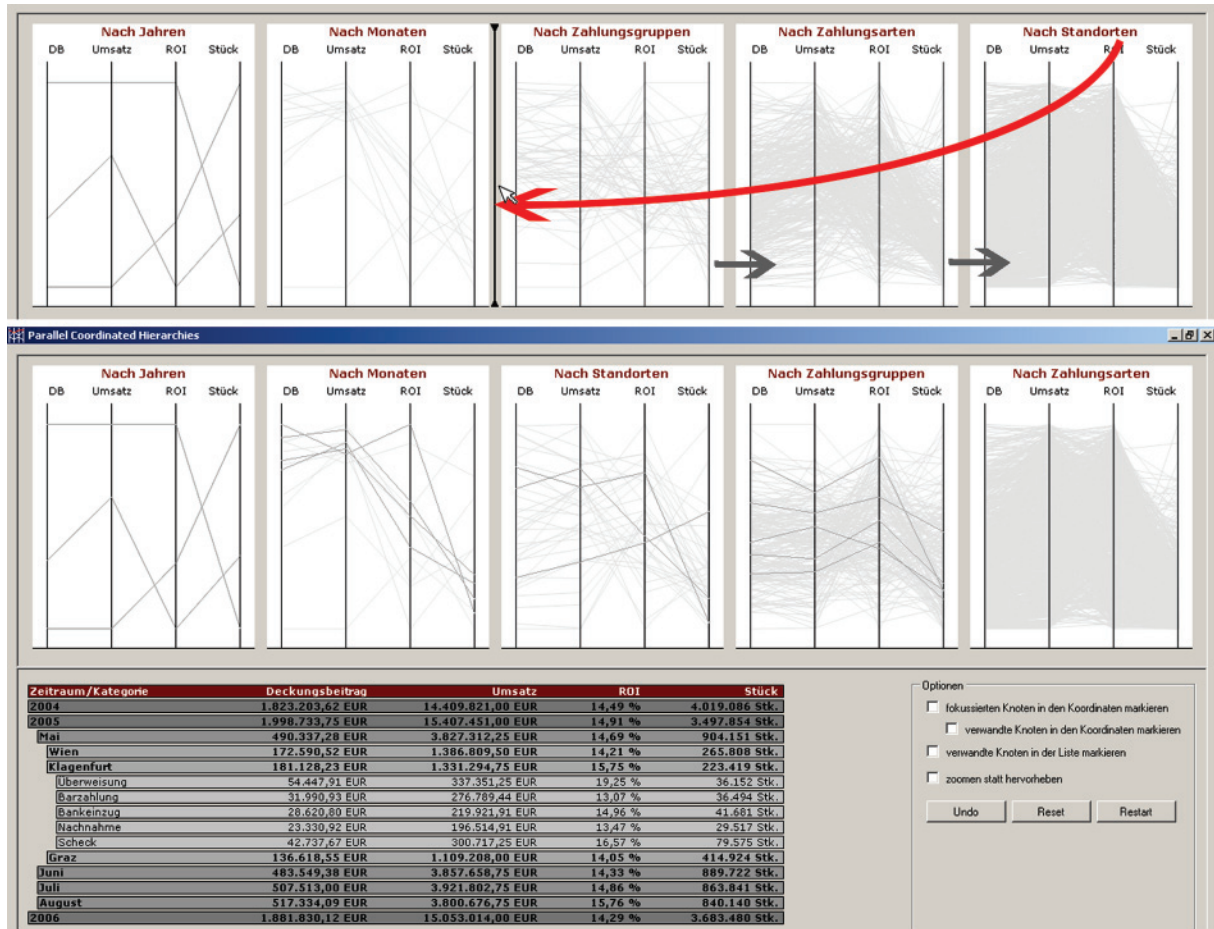 Nach Jahren Nach Monaten Nach Zahlungsgruppen Nach Zahlungsarten Nach Standorten
DB Umsatz ROI Stück DB Umsatz ROI Stück DB Umsatz ROI Stück DB Umsatz ROI Stück DB Umsatz ROI Stück
Parallel Coordinated Hierarchies
Nach Jahren Nach Monaten Nach Standorten Nach Zahlungsgruppen Nach Zahlungsarten
DB Umsatz ROI Stück DB Umsatz ROI Stück DB Umsatz ROI Stück DB Umsatz ROI Stück DB Umsatz ROI Stück
Zeitraum/Kategorie Deckungsbeitrag Umsatz ROI Stück
2004 1.823.203,62 EUR 14.409.821,00 EUR 14,49 % 4.019.086 Stk.
2005 1.998.733,75 EUR 15.407.451,00 EUR 14,91 % 3.497.854 Stk.
Mai 490.337,28 EUR 3.827.312,25 EUR 14,69 % 904.151 Stk.
Wien 172.590,52 EUR 1.386.809,50 EUR 14,21 % 265.808 Stk.
Klagenfurt 181.128,23 EUR 1.331.294,75 EUR 15,75 % 223.419 Stk.
Überweisung 54.447,91 EUR 337.351,25 EUR 19,25 % 36.152 Stk.
Barzahlung 31.990,93 EUR 276.789,44 EUR 13,07 % 36.494 Stk.
Bankeinzug 28.620,80 EUR 219.921,91 EUR 14,96 % 41.681 Stk.
Nachnahme 23.330,92 EUR 196.514,91 EUR 13,47 % 29.517 Stk.
Scheck 42.737,67 EUR 300.717,25 EUR 16,57 % 79.575 Stk.
Graz 136.618,55 EUR 1.109.208,00 EUR 14,05 % 414.924 Stk.
Juni 483.549,38 EUR 3.857.658,75 EUR 14,33 % 889.722 Stk.
Juli 507.513,00 EUR 3.921.802,75 EUR 14,86 % 863.841 Stk.
August 517.334,09 EUR 3.800.676,75 EUR 15,76 % 840.140 Stk.
2006 1.881.830,12 EUR 15.053.014,00 EUR 14,29 % 3.683.480 Stk.
Optionen
fokussierten Knoten in den Koordinaten markieren
verwandte Knoten in den Koordinaten markieren
verwandte Knoten in der Liste markieren
zoomen statt hervorheben
Undo Reset Restart